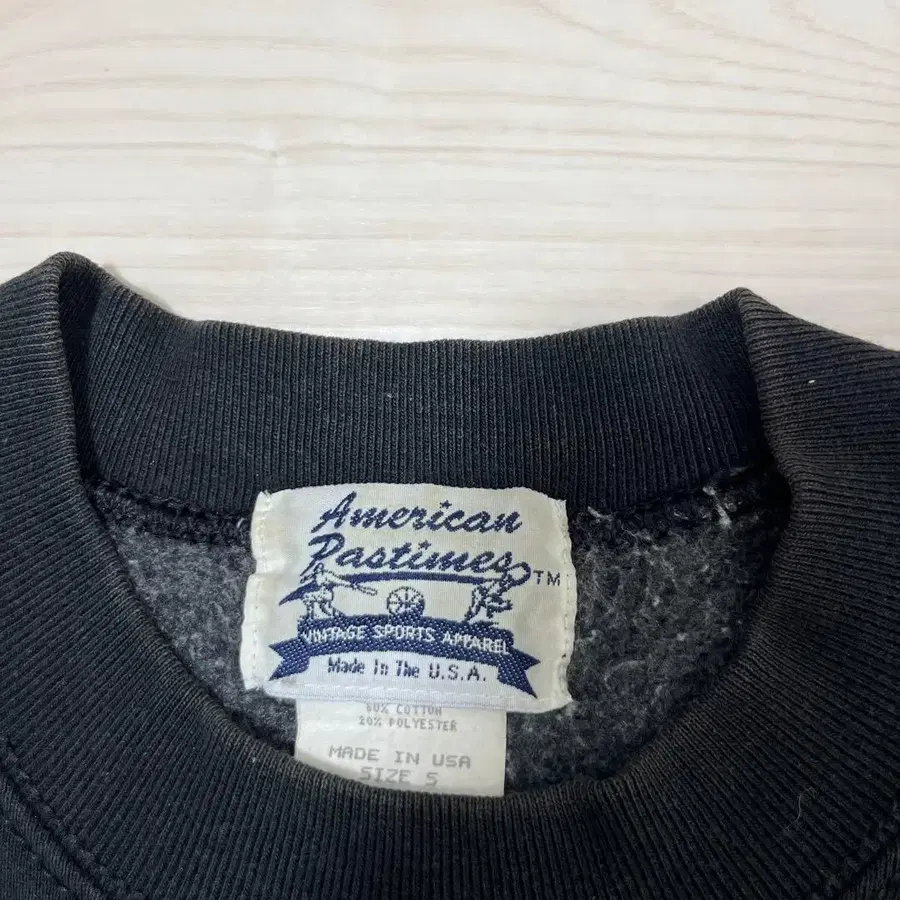 American
Pastimes TM
VINTAGE SPORTS APPAREL
Made In The U.S.A.
80% COTTON
20% POLYESTER
MADE IN USA
SIZE S